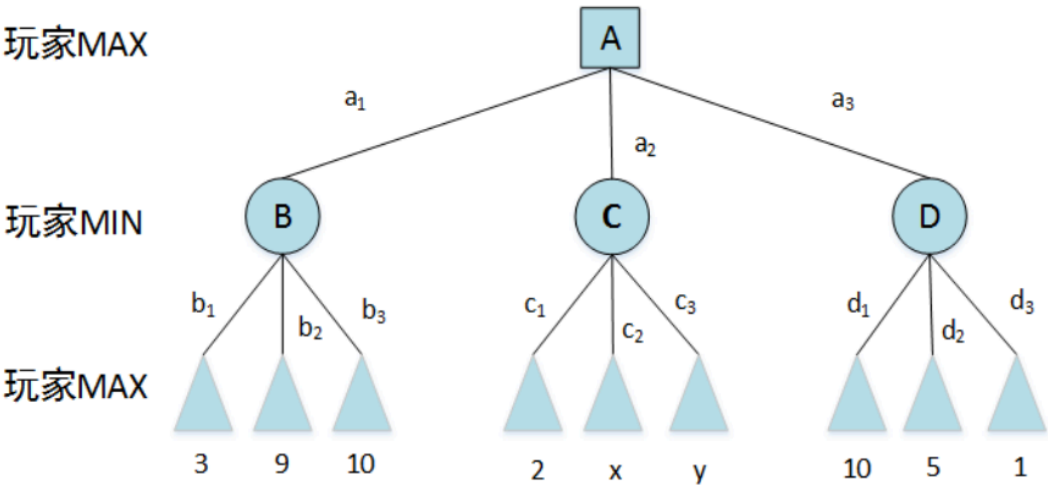 玩家MAX
A
a₁
a₂
a₃
玩家MIN
B
C
D
b₁
b₂
b₃
c₁
c₂
c₃
d₁
d₂
d₃
玩家MAX
3
9
10
2
x
y
10
5
1